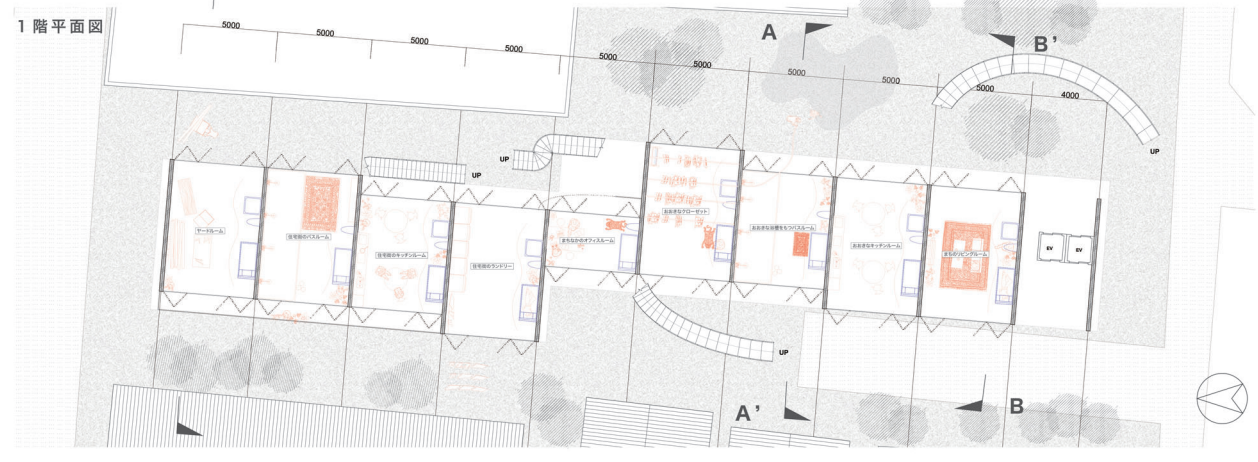 1階平面図
5000
5000
5000
5000
5000
5000
5000
5000
5000
4000
A
B'
UP
UP
UP
UP
ヤードルーム
住宅街のバスルーム
住宅街のキッチンルーム
住宅街のランドリー
まちなかのオフィスルーム
おおきなクローゼット
おおきな浴槽をもつバスルーム
おおきなキッチンルーム
まちのリビングルーム
EV
EV
A'
B